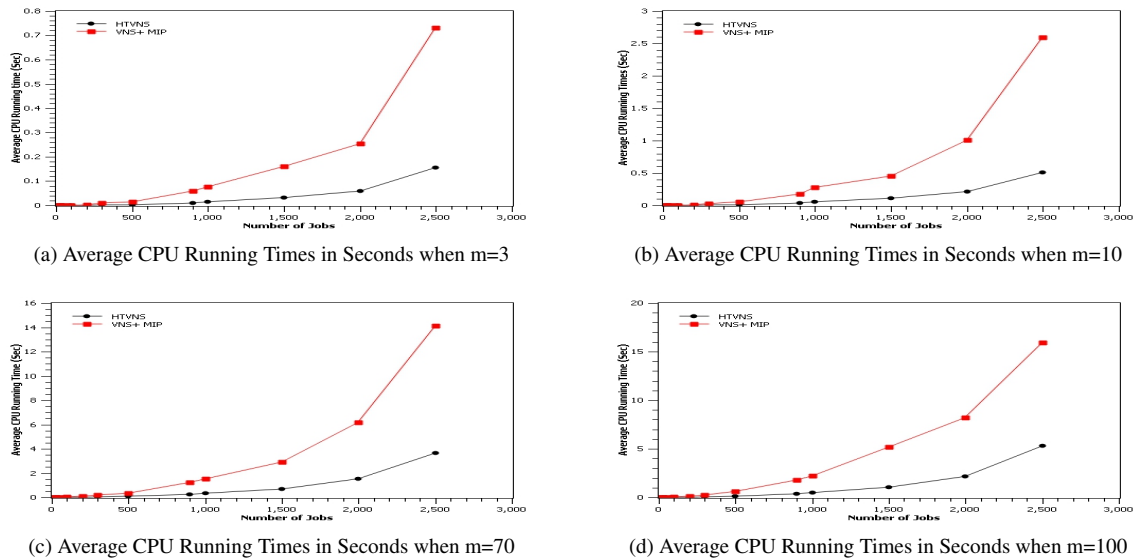 HTVNS
VNS+ MIP
Average CPU Running time (Sec)
0.8
0.7
0.6
0.5
0.4
0.3
0.2
0.1
0
0 500 1,000 1,500 2,000 2,500 3,000
Number of Jobs
(a) Average CPU Running Times in Seconds when m=3
HTVNS
VNS+ MIP
Average CPU Running Times (Sec)
3
2.5
2
1.5
1
0.5
0
0 500 1,000 1,500 2,000 2,500 3,000
Number of Jobs
(b) Average CPU Running Times in Seconds when m=10
HTVNS
VNS+ MIP
Average CPU Running Time (Sec)
16
14
12
10
8
6
4
2
0
0 500 1,000 1,500 2,000 2,500 3,000
Number of Jobs
(c) Average CPU Running Times in Seconds when m=70
HTVNS
VNS+ MIP
Average CPU Running Time (Sec)
20
15
10
5
0
0 500 1,000 1,500 2,000 2,500 3,000
Number of Jobs
(d) Average CPU Running Times in Seconds when m=100